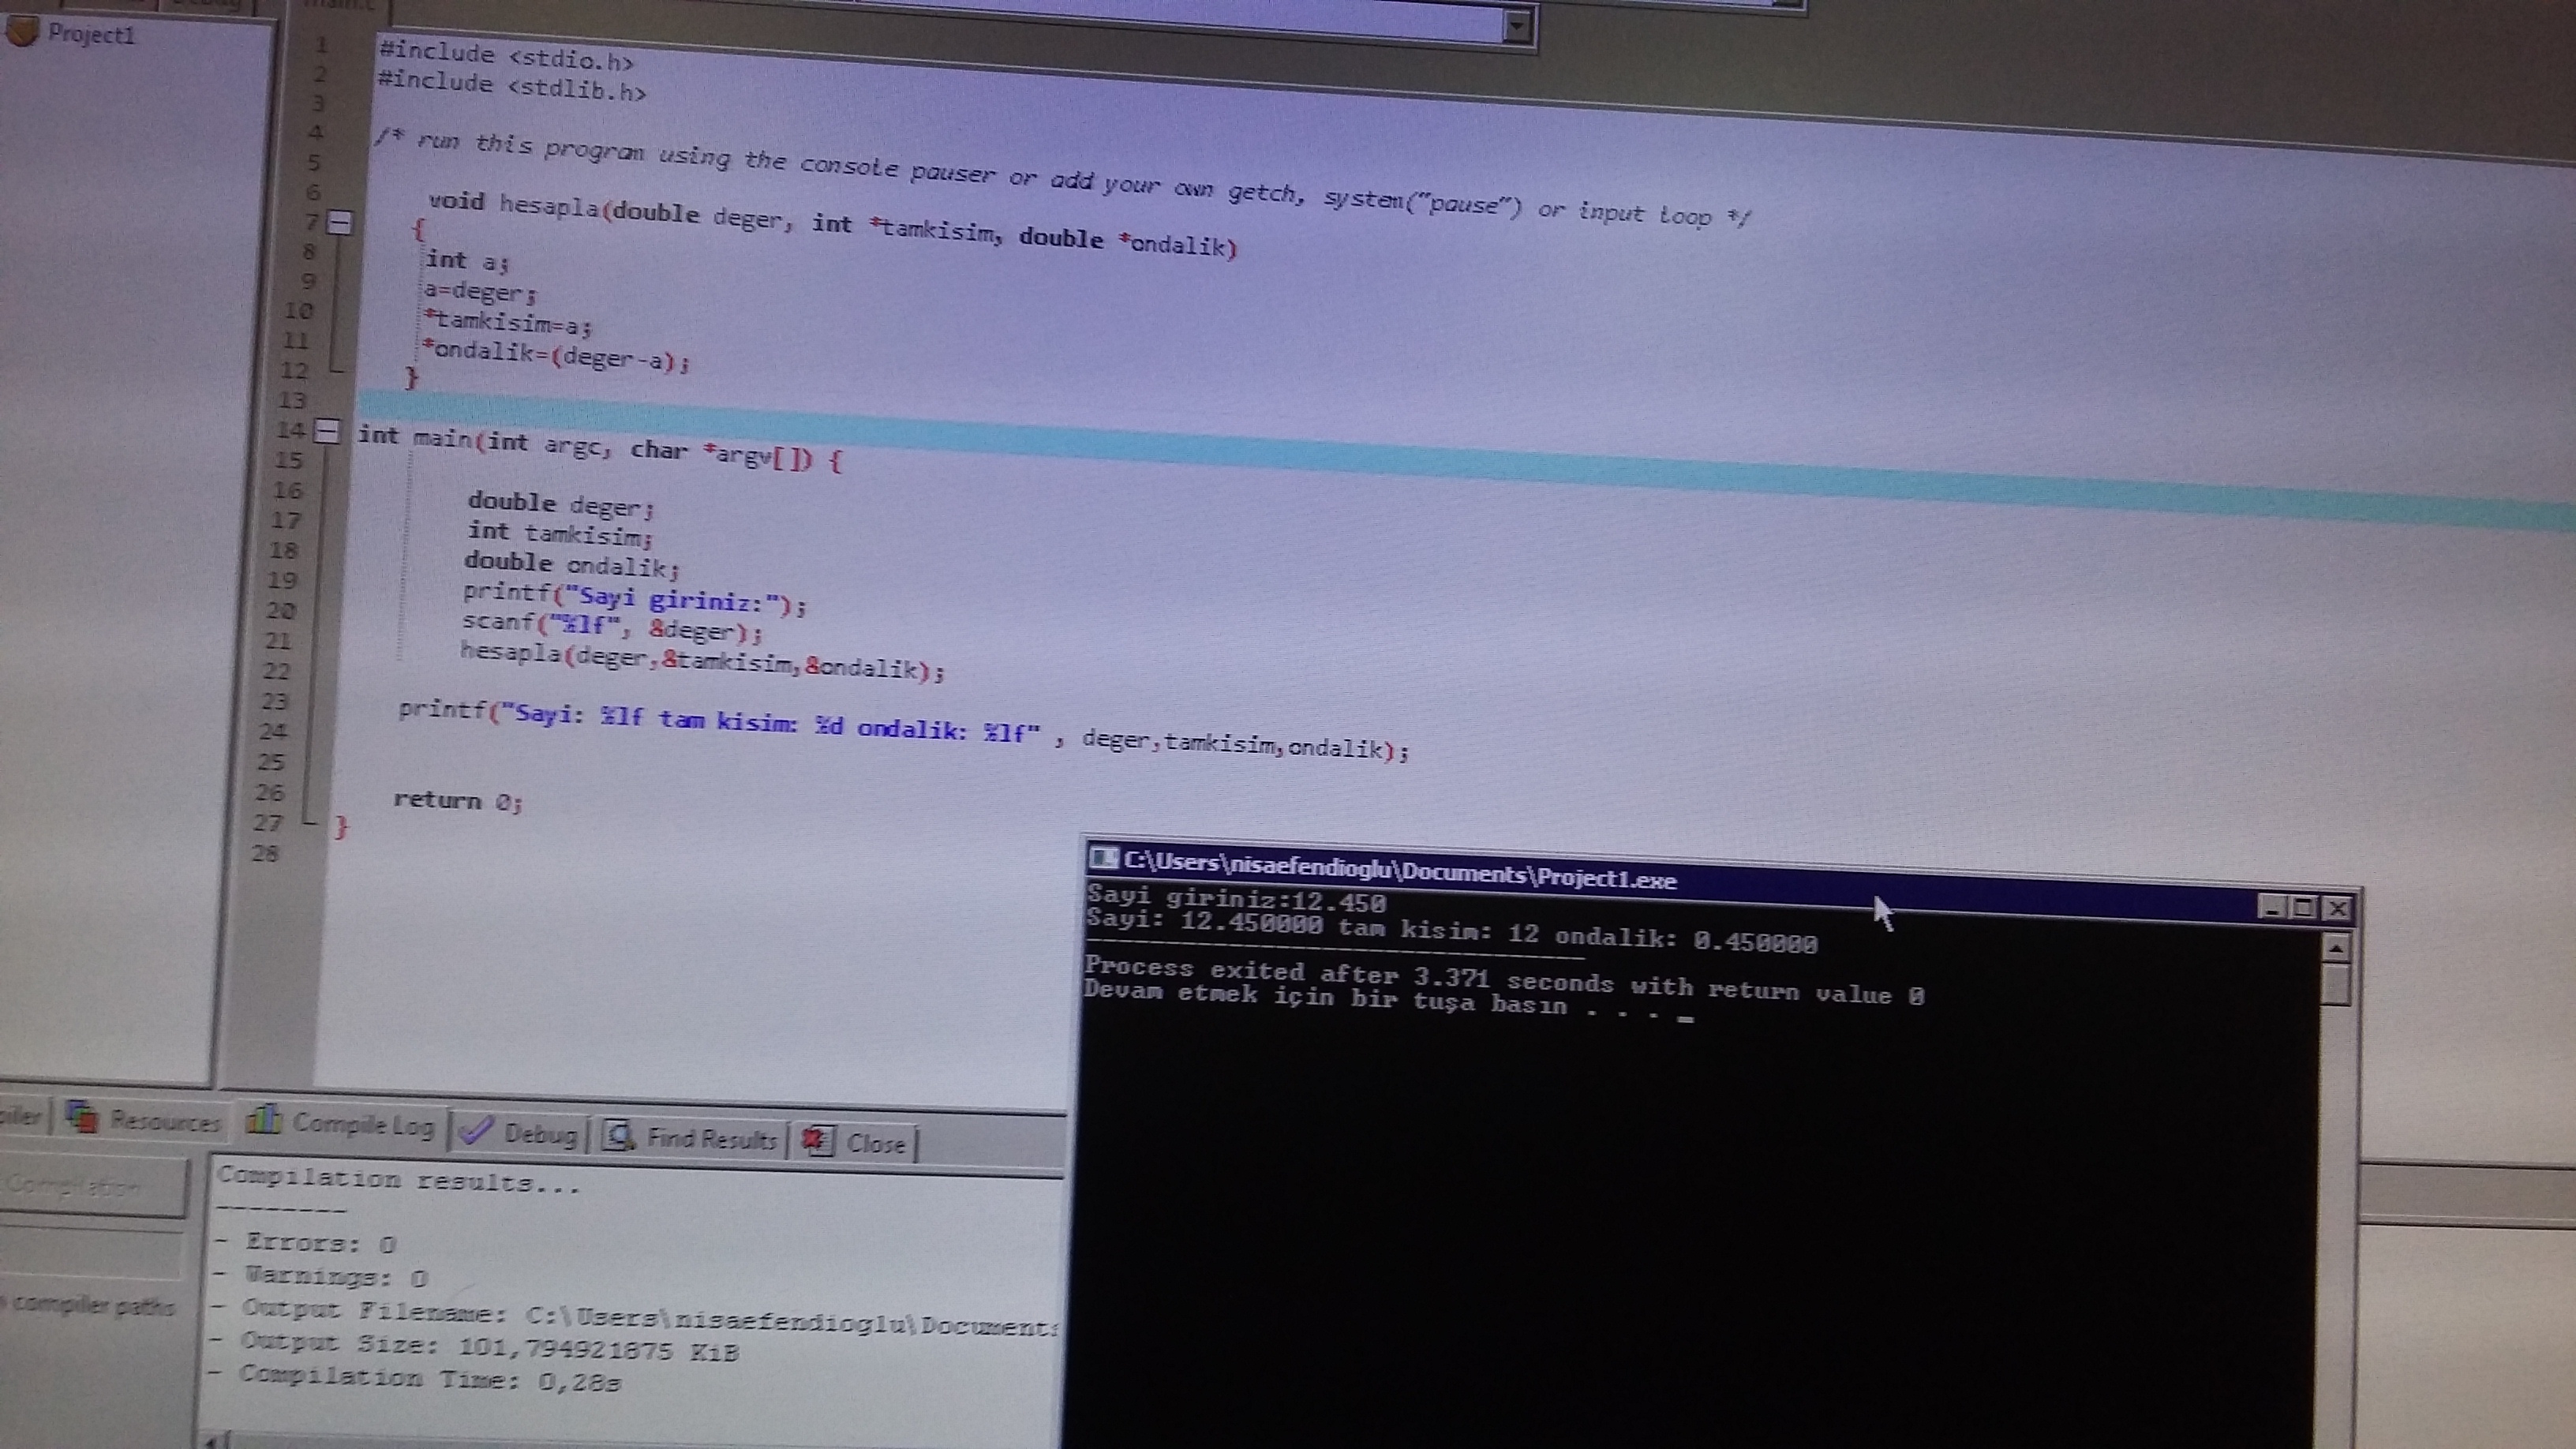 Project1
main.c
1 #include <stdio.h>
2 #include <stdlib.h>
3
4 /* run this program using the console pauser or add your own getch, system("pause") or input loop */
5
6 void hesapla(double deger, int *tamkisim, double *ondalik)
7 {
8 int a;
9 a=deger;
10 *tamkisim=a;
11 *ondalik=(deger-a);
12 }
13
14 int main(int argc, char *argv[]) {
15
16 double deger;
17 int tamkisim;
18 double ondalik;
19 printf("Sayi giriniz:");
20 scanf("%lf", &deger);
21 hesapla(deger,&tamkisim,&ondalik);
22
23 printf("Sayi: %lf tam kisim: %d ondalik: %lf" , deger,tamkisim,ondalik);
24
25
26 return 0;
27 }
28
C:\Users\nisaefendioglu\Documents\Project1.exe
Sayi giriniz:12.450
Sayi: 12.450000 tam kisim: 12 ondalik: 0.450000
--------------------------------
Process exited after 3.371 seconds with return value 0
Devam etmek için bir tuşa basın . . . _
Resources Compile Log Debug Find Results Close
Compilation
compiler paths
Compilation results...
--------
- Errors: 0
- Warnings: 0
- Output Filename: C:\Users\nisaefendioglu\Documents
- Output Size: 101,794921875 KiB
- Compilation Time: 0,28s